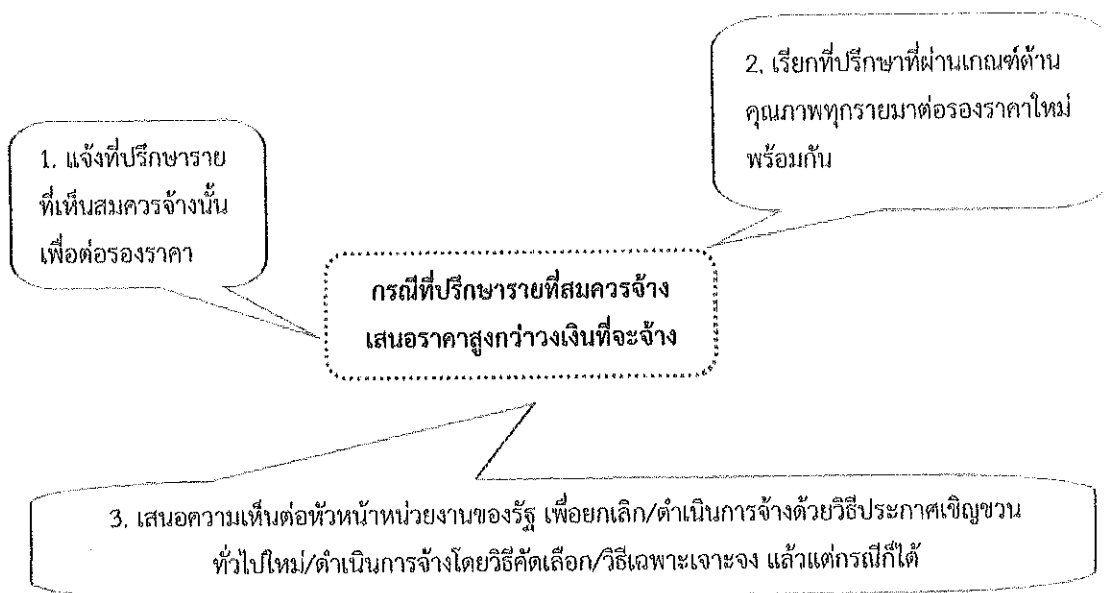 1. แจ้งที่ปรึกษาราย
ที่เห็นสมควรจ้างนั้น
เพื่อต่อรองราคา
2. เรียกที่ปรึกษาที่ผ่านเกณฑ์ด้าน
คุณภาพทุกรายมาต่อรองราคาใหม่
พร้อมกัน
กรณีที่ปรึกษารายที่สมควรจ้าง
เสนอราคาสูงกว่าวงเงินที่จะจ้าง
3. เสนอความเห็นต่อหัวหน้าหน่วยงานของรัฐ เพื่อยกเลิก/ดำเนินการจ้างด้วยวิธีประกาศเชิญชวน
ทั่วไปใหม่/ดำเนินการจ้างโดยวิธีคัดเลือก/วิธีเฉพาะเจาะจง แล้วแต่กรณีก็ได้